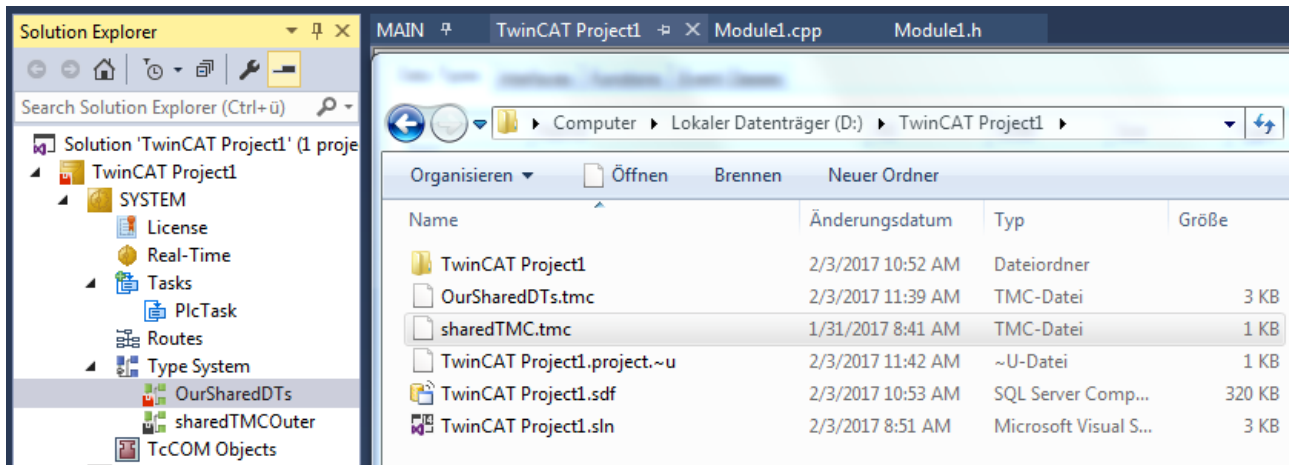 Solution Explorer
MAIN TwinCAT Project1 Module1.cpp Module1.h
Search Solution Explorer (Ctrl+ü)
Solution 'TwinCAT Project1' (1 proje
TwinCAT Project1
SYSTEM
License
Real-Time
Tasks
PlcTask
Routes
Type System
OurSharedDTs
sharedTMCOuter
TcCOM Objects
Computer Lokaler Datenträger (D:) TwinCAT Project1
Organisieren Öffnen Brennen Neuer Ordner
Name Änderungsdatum Typ Größe
TwinCAT Project1 2/3/2017 10:52 AM Dateiordner
OurSharedDTs.tmc 2/3/2017 11:39 AM TMC-Datei 3 KB
sharedTMC.tmc 1/31/2017 8:41 AM TMC-Datei 1 KB
TwinCAT Project1.project.~u 2/3/2017 11:42 AM ~U-Datei 1 KB
TwinCAT Project1.sdf 2/3/2017 10:53 AM SQL Server Comp... 320 KB
TwinCAT Project1.sln 2/3/2017 8:51 AM Microsoft Visual S... 3 KB